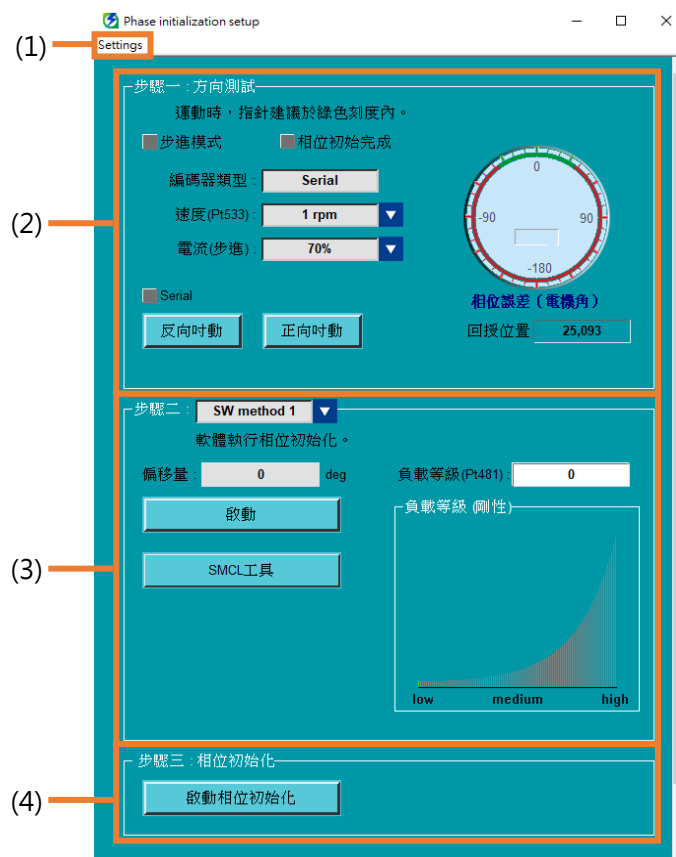 Phase initialization setup
(1) Settings
步驟一 : 方向測試
運動時，指針建議於綠色刻度內。
步進模式 相位初始完成
編碼器類型 : Serial
速度(Pt533) : 1 rpm
電流(步進) : 70%
0
-90 90
-180
(2)
Serial
相位誤差（電機角）
反向吋動 正向吋動 回授位置 25,093
步驟二 : SW method 1
軟體執行相位初始化。
偏移量 : 0 deg 負載等級(Pt481) : 0
啟動
負載等級 (剛性)
(3) SMCL工具
low medium high
步驟三 : 相位初始化
(4) 啟動相位初始化